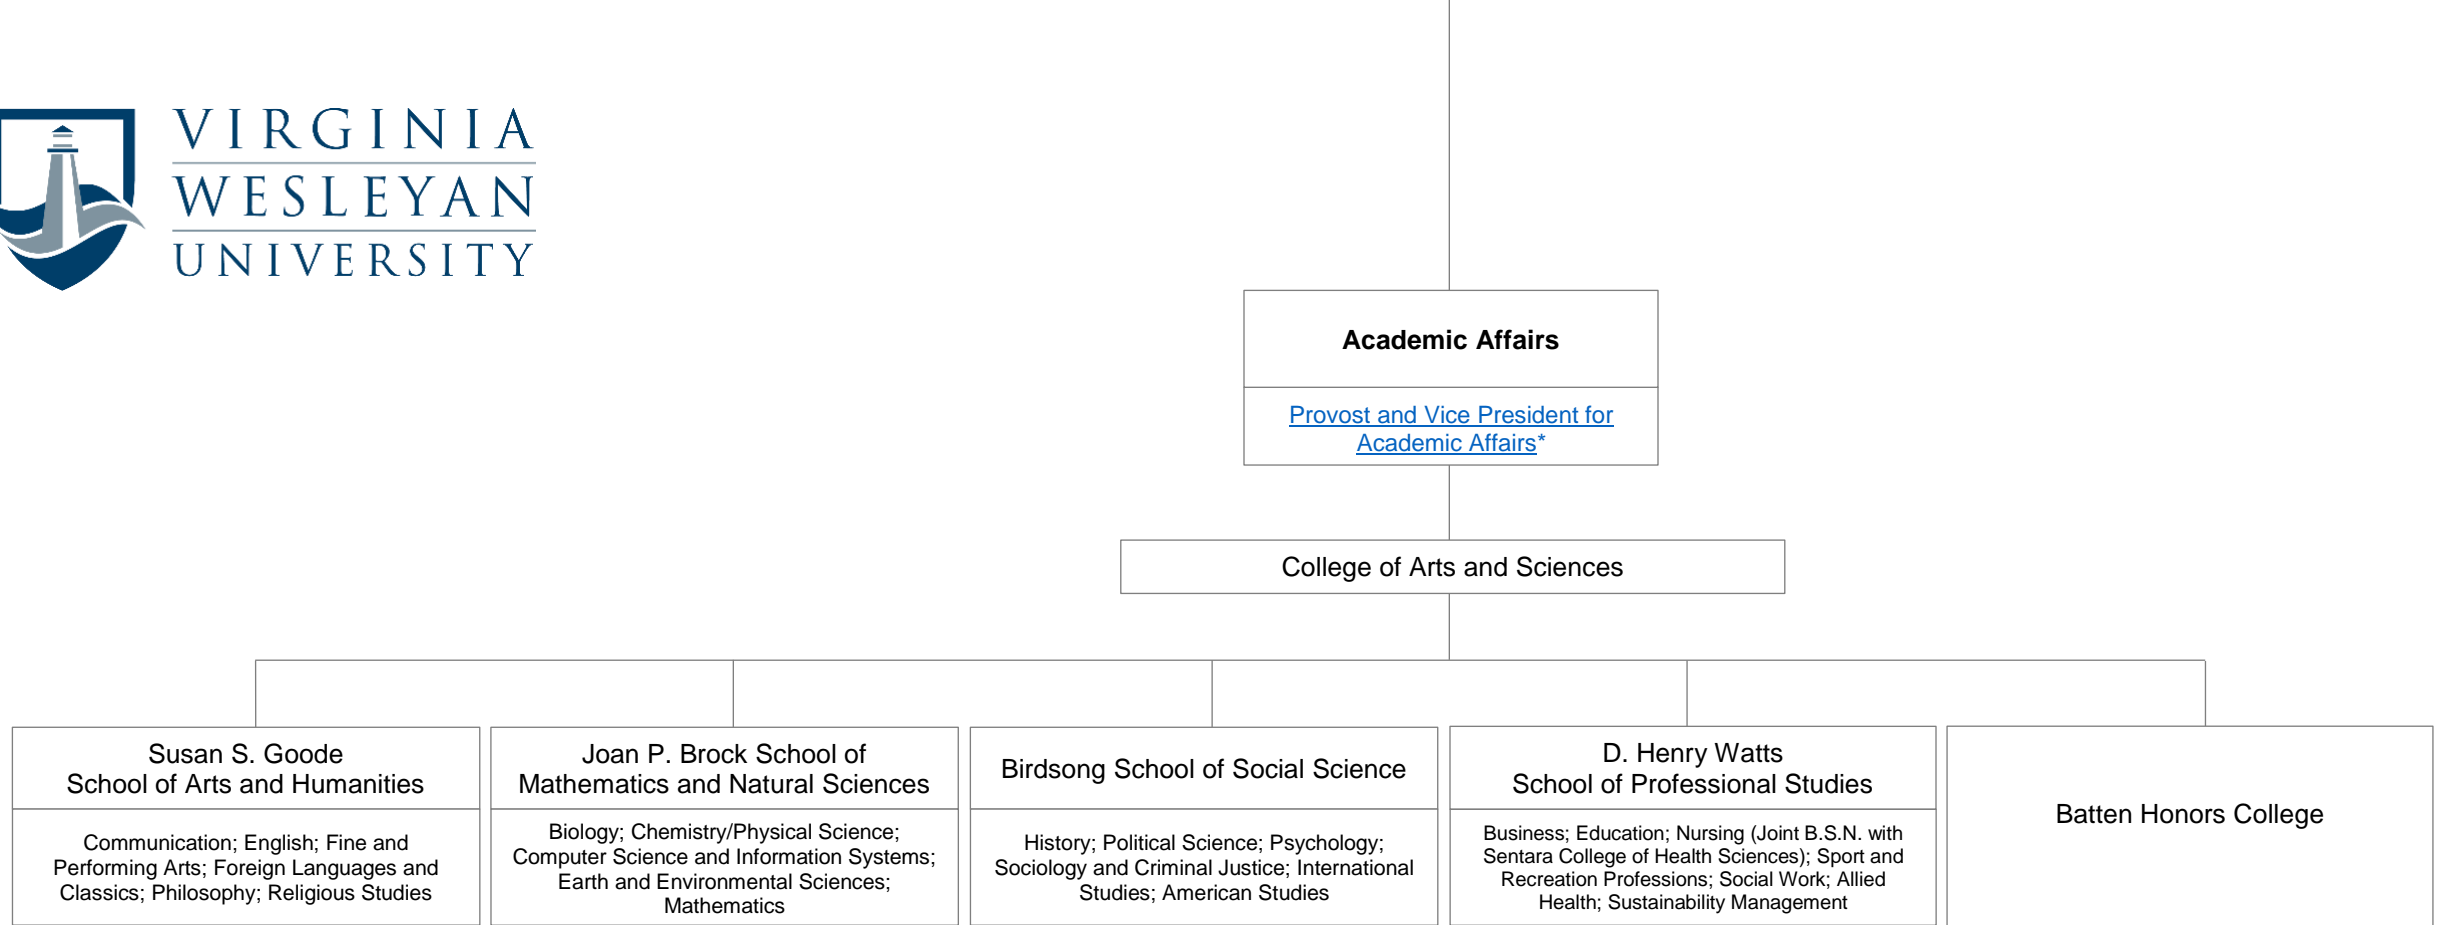 VIRGINIA
WESLEYAN
UNIVERSITY
Academic Affairs
Provost and Vice President for
Academic Affairs*
College of Arts and Sciences
Susan S. Goode
School of Arts and Humanities
Communication; English; Fine and
Performing Arts; Foreign Languages and
Classics; Philosophy; Religious Studies
Joan P. Brock School of
Mathematics and Natural Sciences
Biology; Chemistry/Physical Science;
Computer Science and Information Systems;
Earth and Environmental Sciences;
Mathematics
Birdsong School of Social Science
History; Political Science; Psychology;
Sociology and Criminal Justice; International
Studies; American Studies
D. Henry Watts
School of Professional Studies
Business; Education; Nursing (Joint B.S.N. with
Sentara College of Health Sciences); Sport and
Recreation Professions; Social Work; Allied
Health; Sustainability Management
Batten Honors College